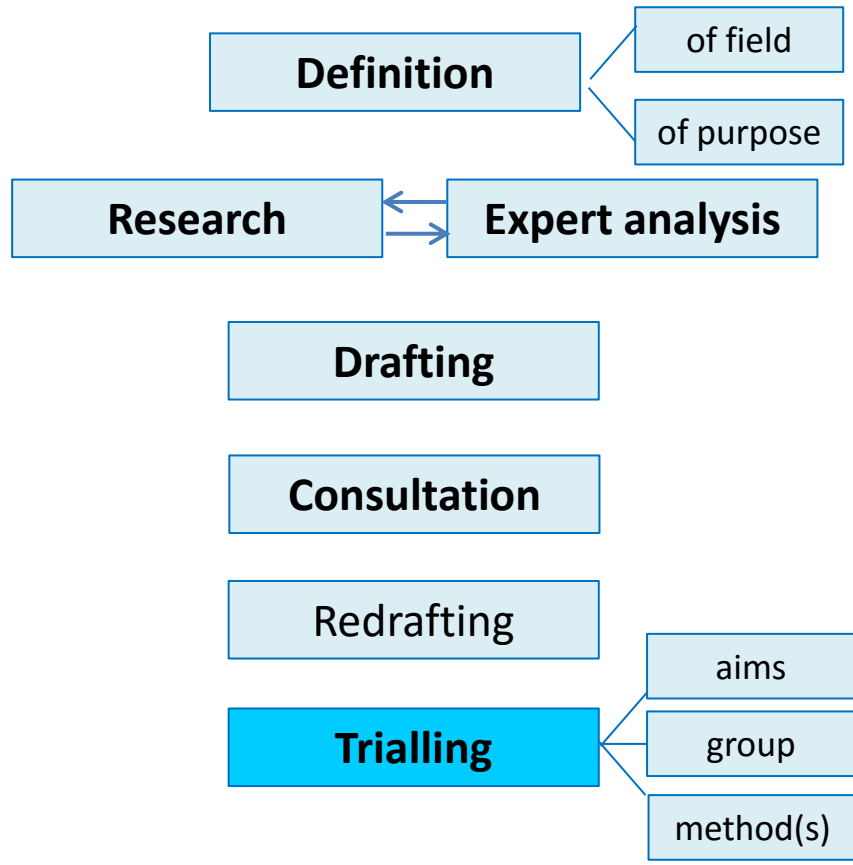 Definition
of field
of purpose
Research
Expert analysis
Drafting
Consultation
Redrafting
Trialling
aims
group
method(s)